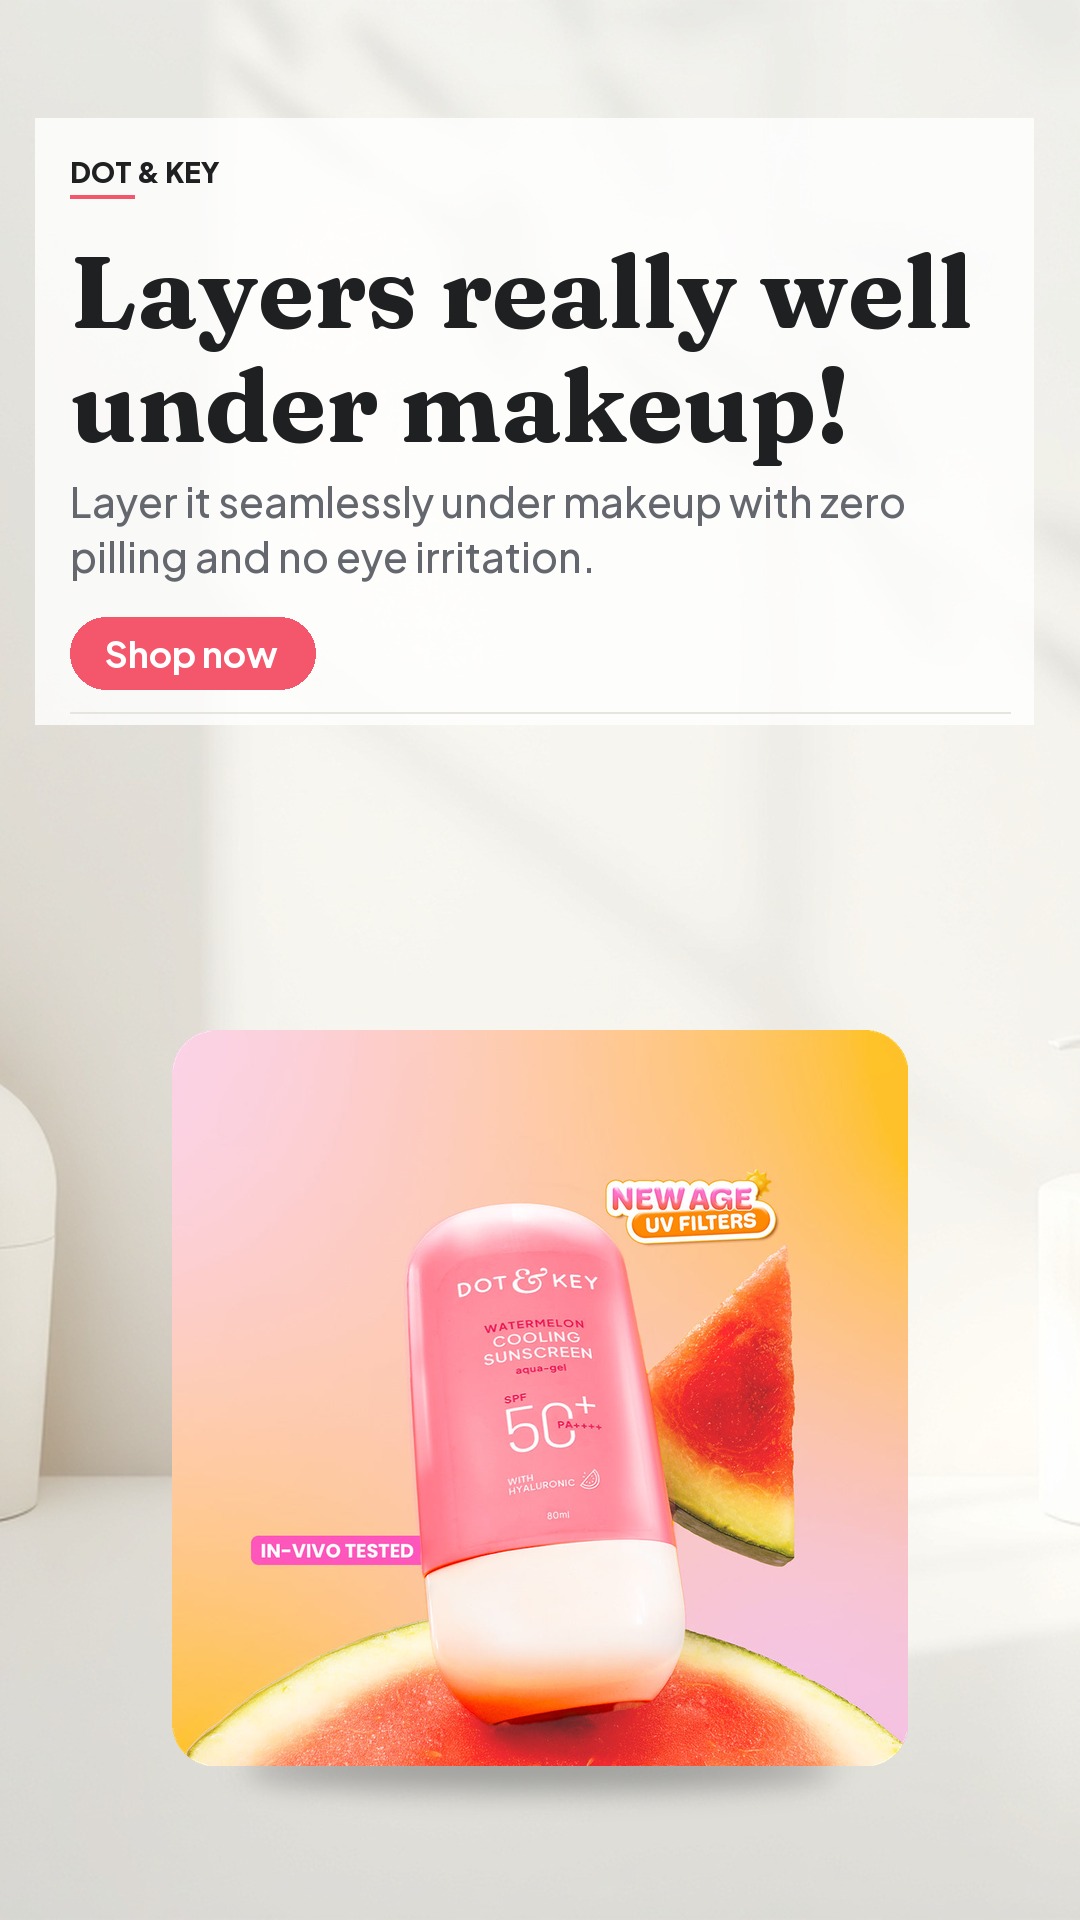 DOT & KEY
Layers really well
under makeup!
Layer it seamlessly under makeup with zero
pilling and no eye irritation.
Shop now
NEW AGE
UV FILTERS
DOT & KEY
WATERMELON
COOLING
SUNSCREEN
aqua-gel
SPF
50+
PA++++
WITH
HYALURONIC
80ml
IN-VIVO TESTED